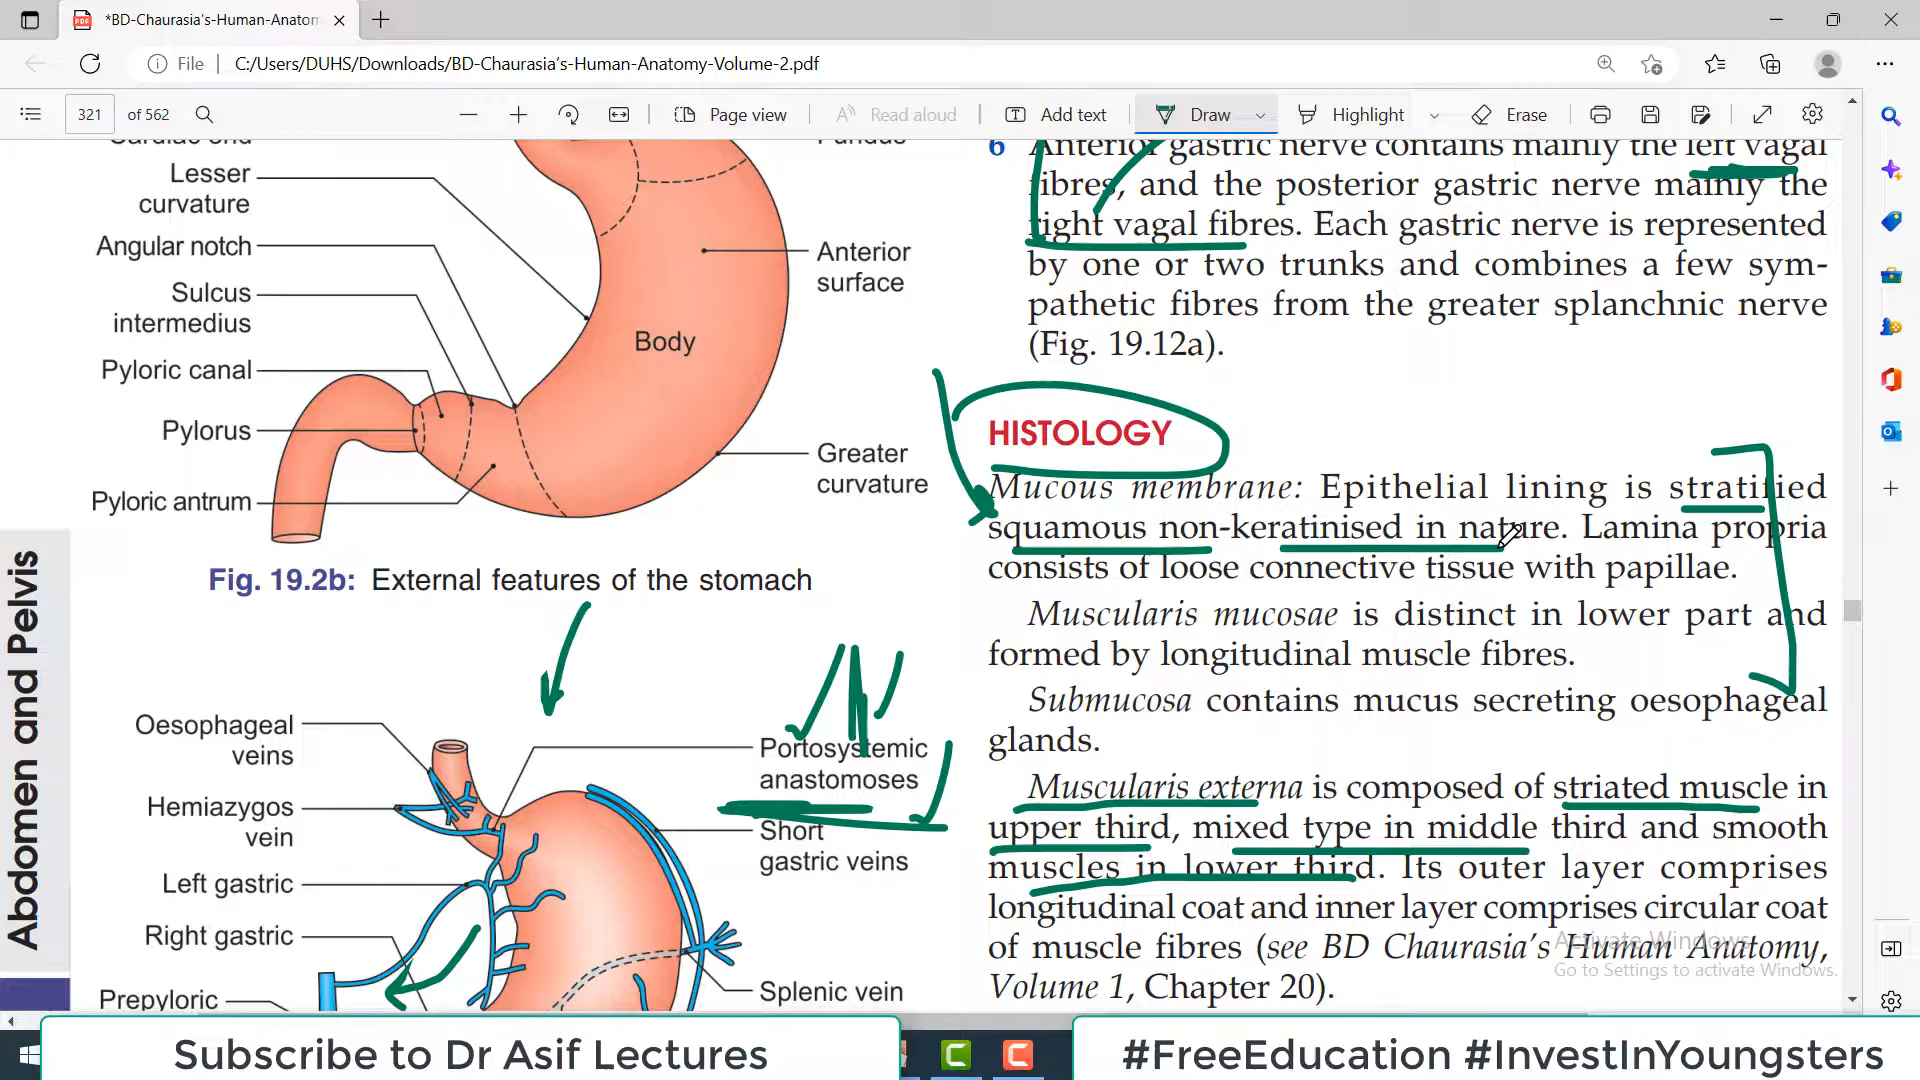 *BD-Chaurasia's-Human-Anatom
File
C:/Users/DUHS/Downloads/BD-Chaurasia's-Human-Anatomy-Volume-2.pdf
321
of 562
Page view
Read aloud
Add text
Draw
Highlight
Erase
Cardiac end
Fundus
Lesser
curvature
Angular notch
Sulcus
intermedius
Pyloric canal
Pylorus
Pyloric antrum
Anterior
surface
Body
Greater
curvature
Fig. 19.2b: External features of the stomach
Abdomen and Pelvis
Oesophageal
veins
Hemiazygos
vein
Left gastric
Right gastric
Prepyloric
Portosystemic
anastomoses
Short
gastric veins
Splenic vein
6 Anterior gastric nerve contains mainly the left vagal
fibres, and the posterior gastric nerve mainly the
right vagal fibres. Each gastric nerve is represented
by one or two trunks and combines a few sym-
pathetic fibres from the greater splanchnic nerve
(Fig. 19.12a).
HISTOLOGY
Mucous membrane: Epithelial lining is stratified
squamous non-keratinised in nature. Lamina propria
consists of loose connective tissue with papillae.
Muscularis mucosae is distinct in lower part and
formed by longitudinal muscle fibres.
Submucosa contains mucus secreting oesophageal
glands.
Muscularis externa is composed of striated muscle in
upper third, mixed type in middle third and smooth
muscles in lower third. Its outer layer comprises
longitudinal coat and inner layer comprises circular coat
of muscle fibres (see BD Chaurasia's Human Anatomy,
Volume 1, Chapter 20).
Activate Windows
Go to Settings to activate Windows.
Subscribe to Dr Asif Lectures
#FreeEducation #InvestInYoungsters